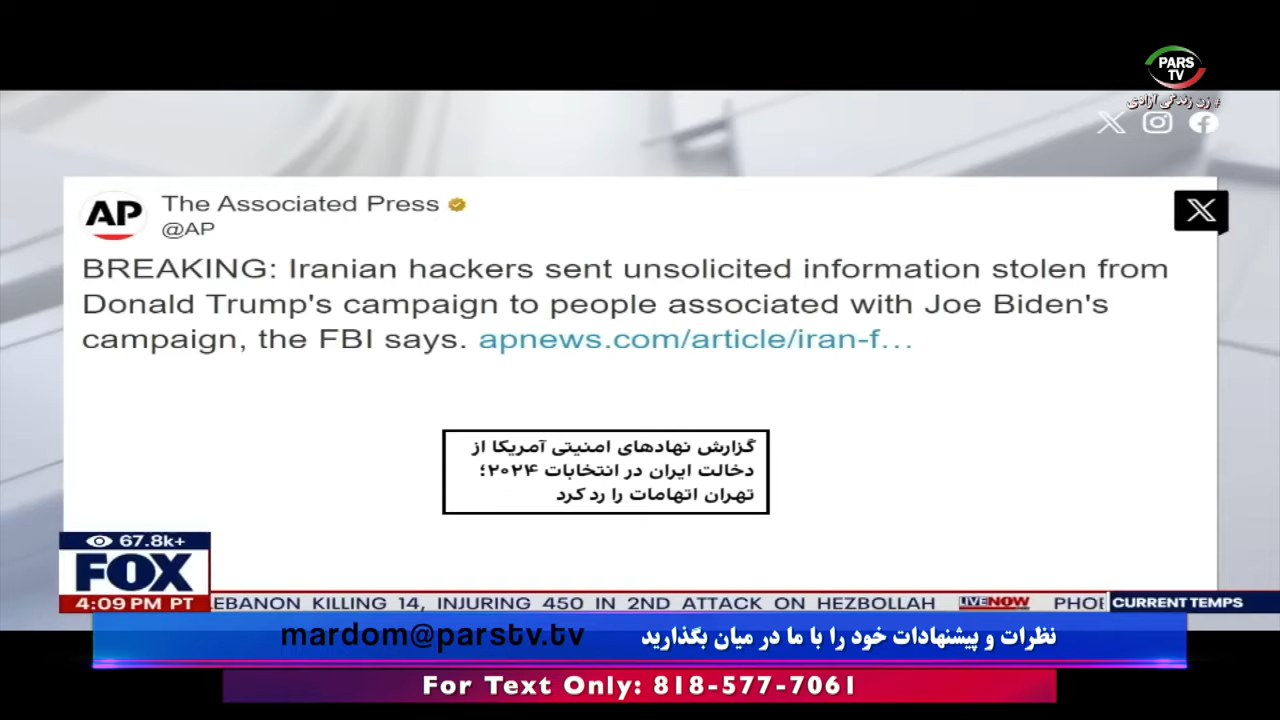 PARS
TV
# زن زندگی آزادی
AP
The Associated Press
@AP
BREAKING: Iranian hackers sent unsolicited information stolen from
Donald Trump's campaign to people associated with Joe Biden's
campaign, the FBI says. apnews.com/article/iran-f...
گزارش نهادهای امنیتی آمریکا از
دخالت ایران در انتخابات ۲۰۲۴؛
تهران اتهامات را رد کرد
67.8k+
FOX
4:09 PM PT
EBANON KILLING 14, INJURING 450 IN 2ND ATTACK ON HEZBOLLAH LIVENOW PHOE CURRENT TEMPS
mardom@parstv.tv نظرات و پیشنهادات خود را با ما در میان بگذارید
For Text Only: 818-577-7061